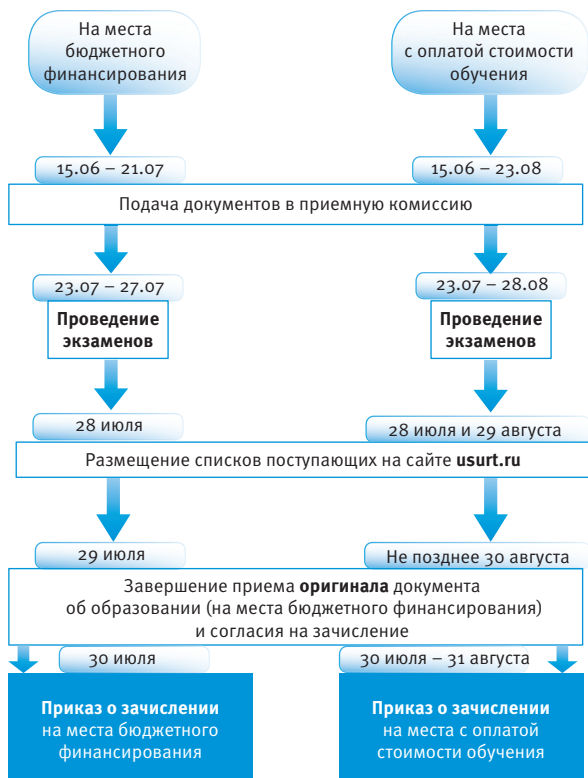 На места
бюджетного
финансирования
На места
с оплатой стоимости
обучения
15.06 – 21.07
15.06 – 23.08
Подача документов в приемную комиссию
23.07 – 27.07
23.07 – 28.08
Проведение
экзаменов
Проведение
экзаменов
28 июля
28 июля и 29 августа
Размещение списков поступающих на сайте usurt.ru
29 июля
Не позднее 30 августа
Завершение приема оригинала документа
об образовании (на места бюджетного финансирования)
и согласия на зачисление
30 июля
30 июля – 31 августа
Приказ о зачислении
на места бюджетного
финансирования
Приказ о зачислении
на места с оплатой
стоимости обучения